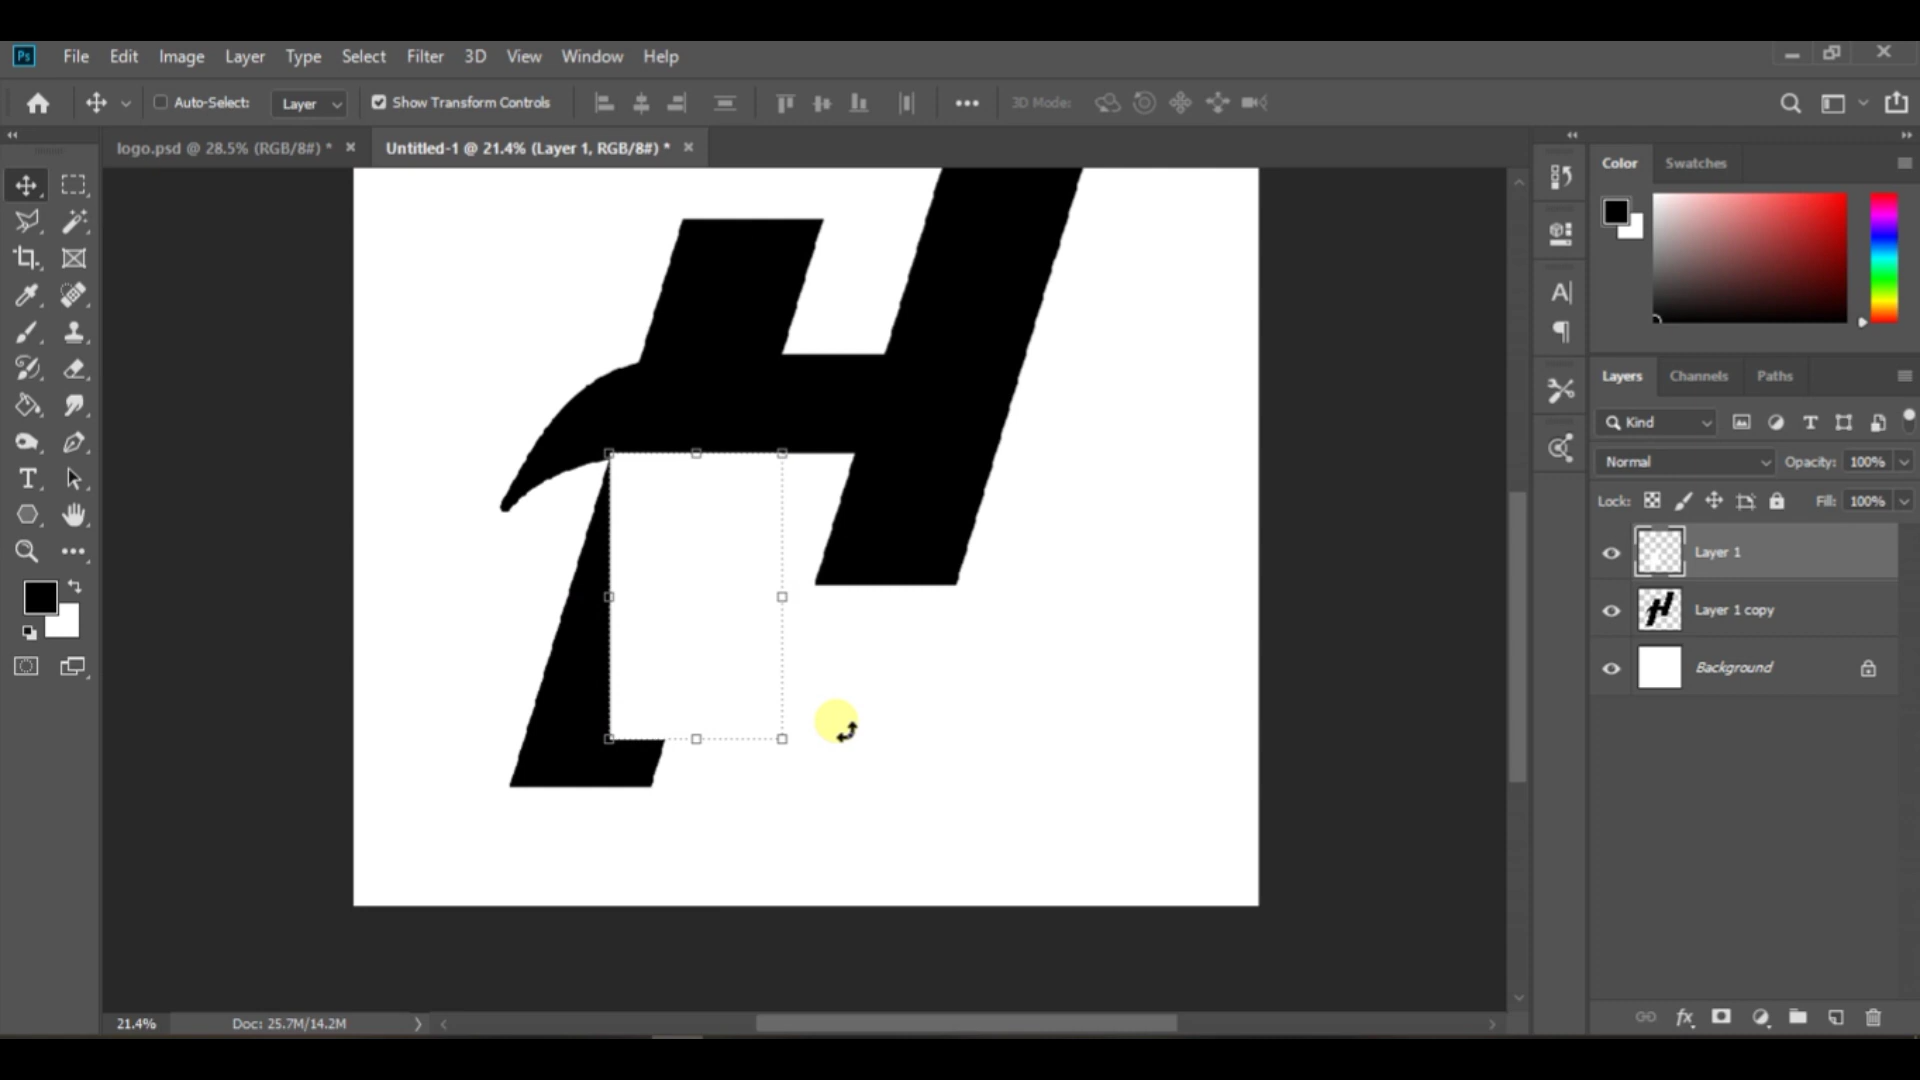 Ps File Edit Image Layer Type Select Filter 3D View Window Help
Auto-Select: Layer Show Transform Controls 3D Mode:
logo.psd @ 28.5% (RGB/8#) * Untitled-1 @ 21.4% (Layer 1, RGB/8#) *
Color Swatches
H
Layers Channels Paths
Kind
Normal Opacity: 100%
Lock: Fill: 100%
Layer 1
Layer 1 copy
Background
21.4% Doc: 25.7M/14.2M